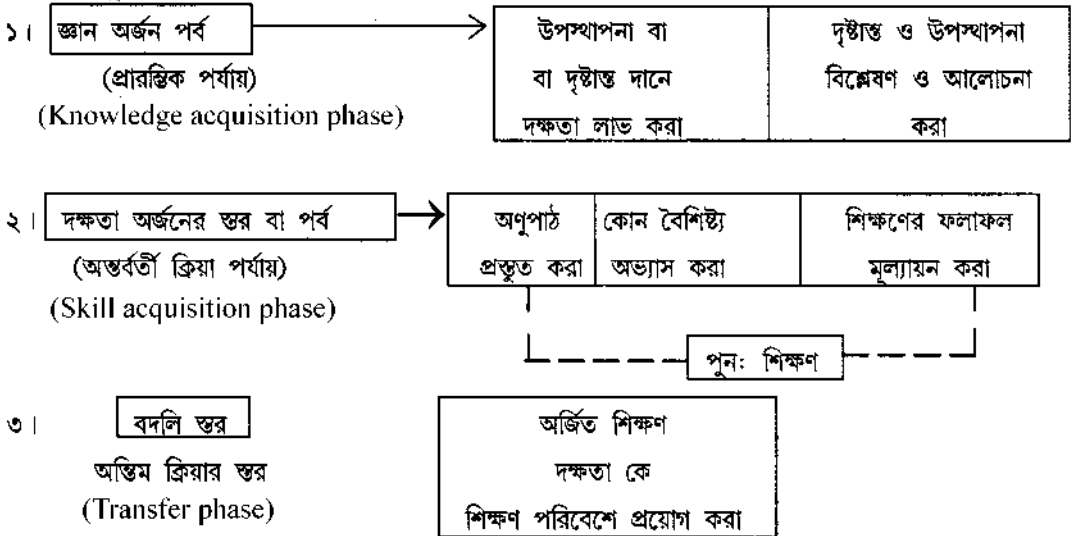 ১। জ্ঞান অর্জন পর্ব
(প্রারম্ভিক পর্যায়)
(Knowledge acquisition phase)
উপস্থাপনা বা
বা দৃষ্টান্ত দানে
দক্ষতা লাভ করা
দৃষ্টান্ত ও উপস্থাপনা
বিশ্লেষণ ও আলোচনা
করা
২। দক্ষতা অর্জনের স্তর বা পর্ব
(অন্তর্বর্তী ক্রিয়া পর্যায়)
(Skill acquisition phase)
অণুপাঠ
প্রস্তুত করা
কোন বৈশিষ্ট্য
অভ্যাস করা
শিক্ষণের ফলাফল
মূল্যায়ন করা
পুন: শিক্ষণ
৩। বদলি স্তর
অন্তিম ক্রিয়ার স্তর
(Transfer phase)
অর্জিত শিক্ষণ
দক্ষতা কে
শিক্ষণ পরিবেশে প্রয়োগ করা